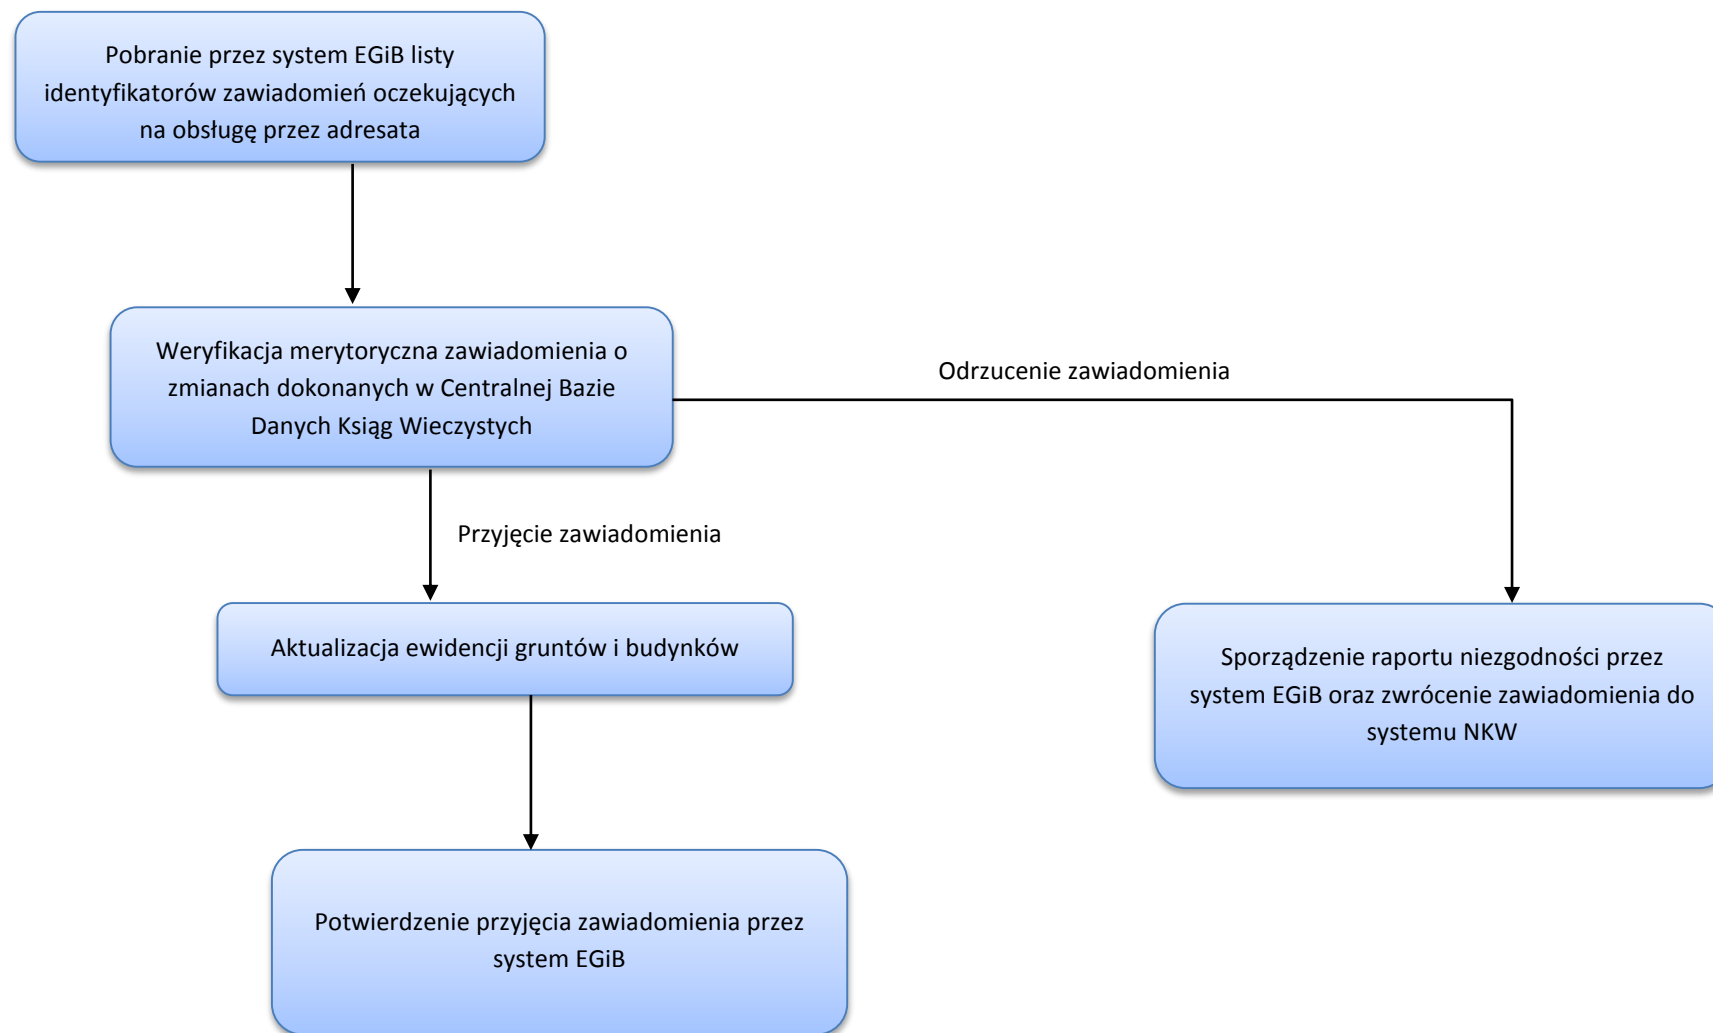 Pobranie przez system EGiB listy
identyfikatorów zawiadomień oczekujących
na obsługę przez adresata
Weryfikacja merytoryczna zawiadomienia o
zmianach dokonanych w Centralnej Bazie
Danych Ksiąg Wieczystych
Odrzucenie zawiadomienia
Przyjęcie zawiadomienia
Aktualizacja ewidencji gruntów i budynków
Sporządzenie raportu niezgodności przez
system EGiB oraz zwrócenie zawiadomienia do
systemu NKW
Potwierdzenie przyjęcia zawiadomienia przez
system EGiB